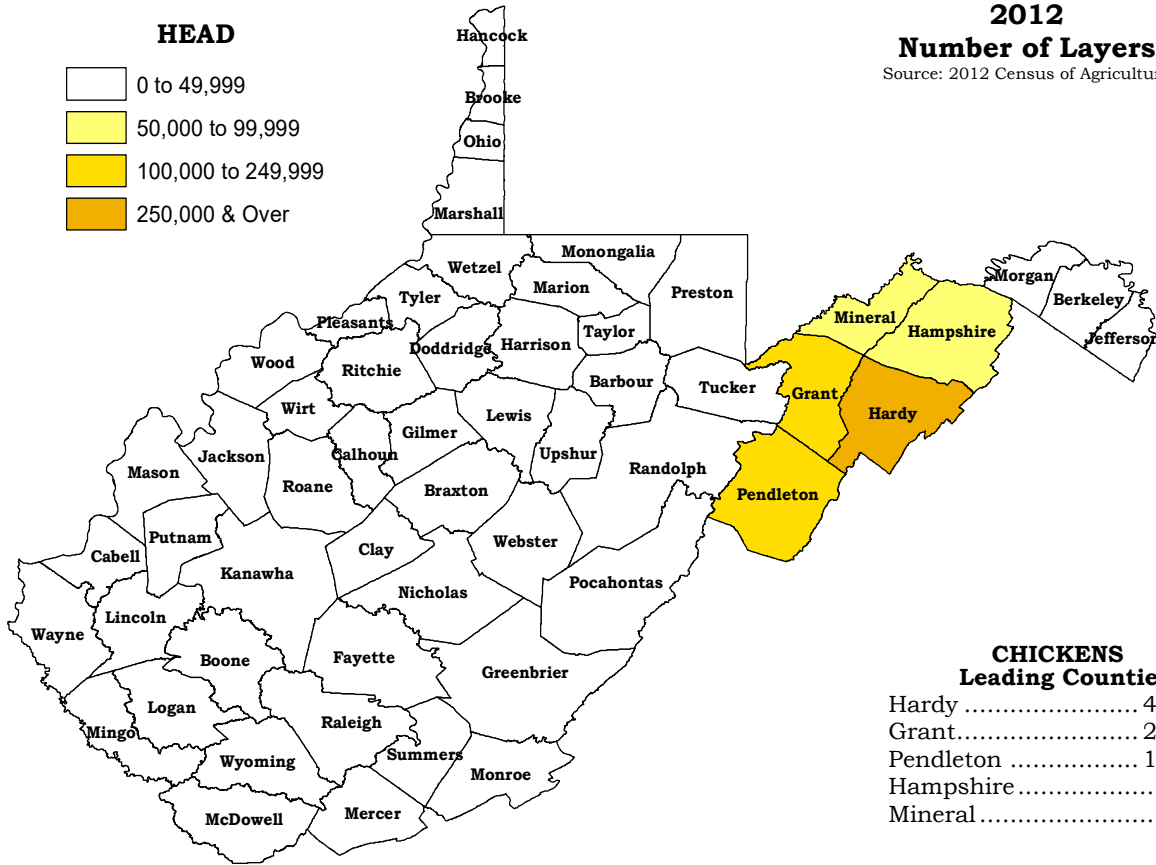 HEAD
0 to 49,999
50,000 to 99,999
100,000 to 249,999
250,000 & Over
2012
Number of Layers
Source: 2012 Census of Agricultur
Hancock
Brooke
Ohio
Marshall
Wetzel
Monongalia
Marion
Preston
Tyler
Pleasants
Doddridge
Harrison
Taylor
Mineral
Hampshire
Morgan
Berkeley
Jefferson
Wood
Ritchie
Barbour
Tucker
Grant
Hardy
Wirt
Lewis
Gilmer
Calhoun
Upshur
Jackson
Mason
Roane
Braxton
Randolph
Pendleton
Putnam
Cabell
Clay
Webster
Kanawha
Nicholas
Pocahontas
Lincoln
Wayne
Boone
Fayette
Greenbrier
Logan
Mingo
Raleigh
Wyoming
Summers
Monroe
McDowell
Mercer
CHICKENS
Leading Countie
Hardy ....................... 4
Grant......................... 2
Pendleton ................. 1
Hampshire..................
Mineral.......................